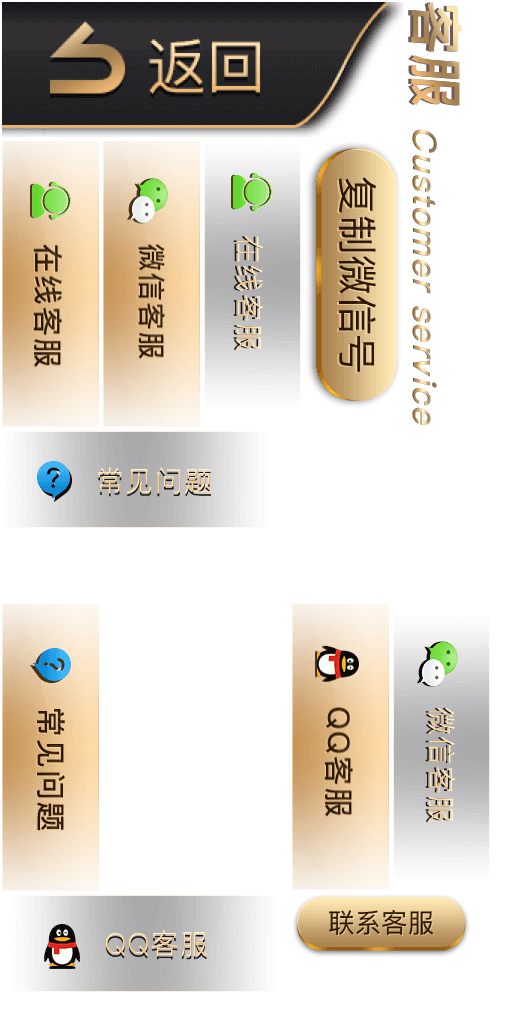 返回
客服 Customer service
在线客服
微信客服
在线客服
复制微信号
常见问题
常见问题
QQ客服
微信客服
QQ客服
联系客服